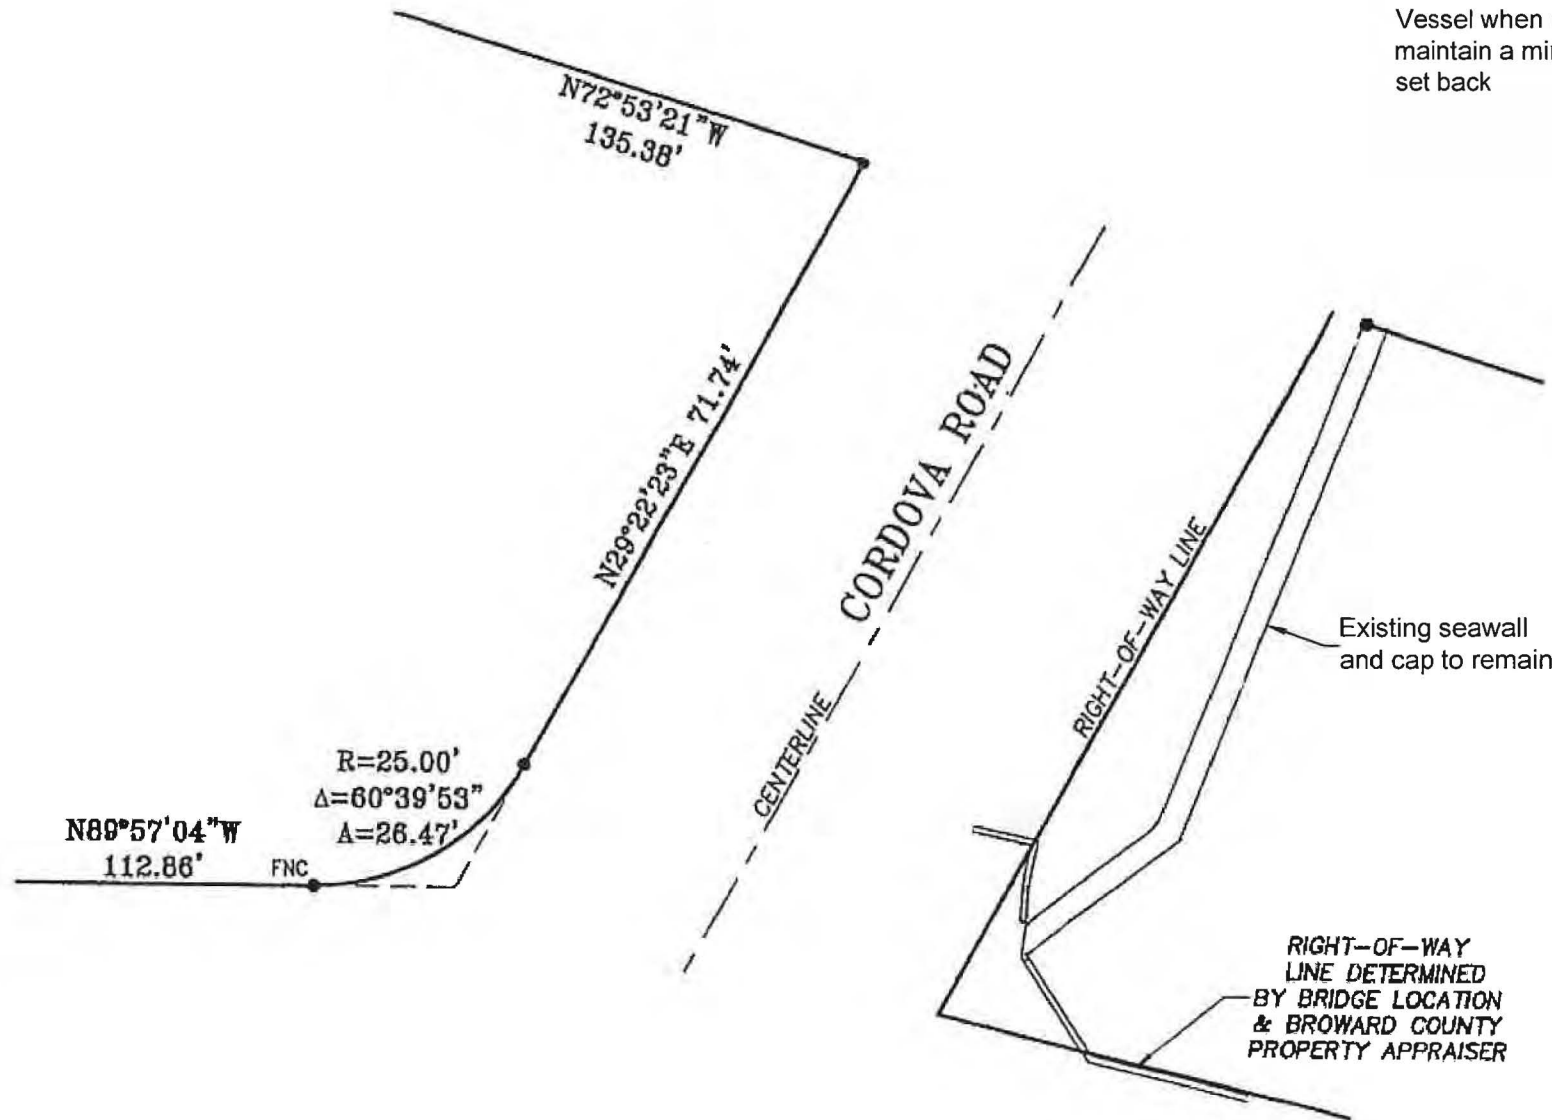 Vessel when
maintain a
set back
N72°53'21"W
135.38'
N29°22'23"E 71.74'
CORDOVA ROAD
CENTERLINE
RIGHT-OF-WAY LINE
Existing seawall
and cap to remain
R=25.00'
Δ=60°39'53"
A=26.47'
N89°57'04"W
112.86'
FNC
RIGHT-OF-WAY
LINE DETERMINED
BY BRIDGE LOCATION
& BROWARD COUNTY
PROPERTY APPRAISER